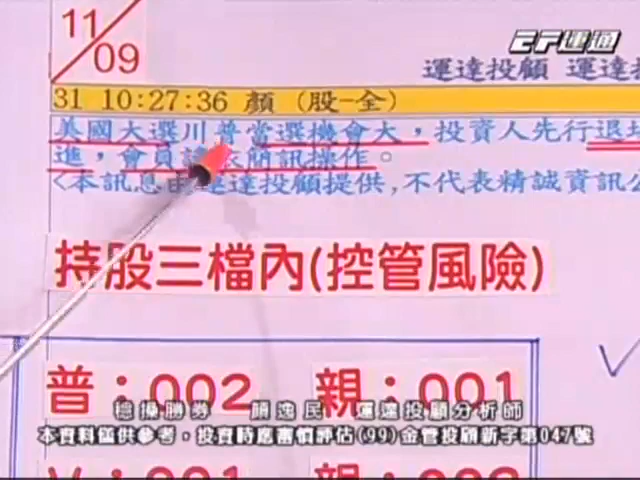 11/09
EF運通
運達投顧 運達投
31 10:27:36 顏 (股-全)
美國大選川普當選機會大，投資人先行退
進，會員請依簡訊操作。
<本訊息由運達投顧提供,不代表精誠資訊
持股三檔內(控管風險)
普：002 親：001
穩操勝券 顏逸民 運達投顧分析師
本資料僅供參考，投資時應審慎評估(99)金管投顧新字第047號